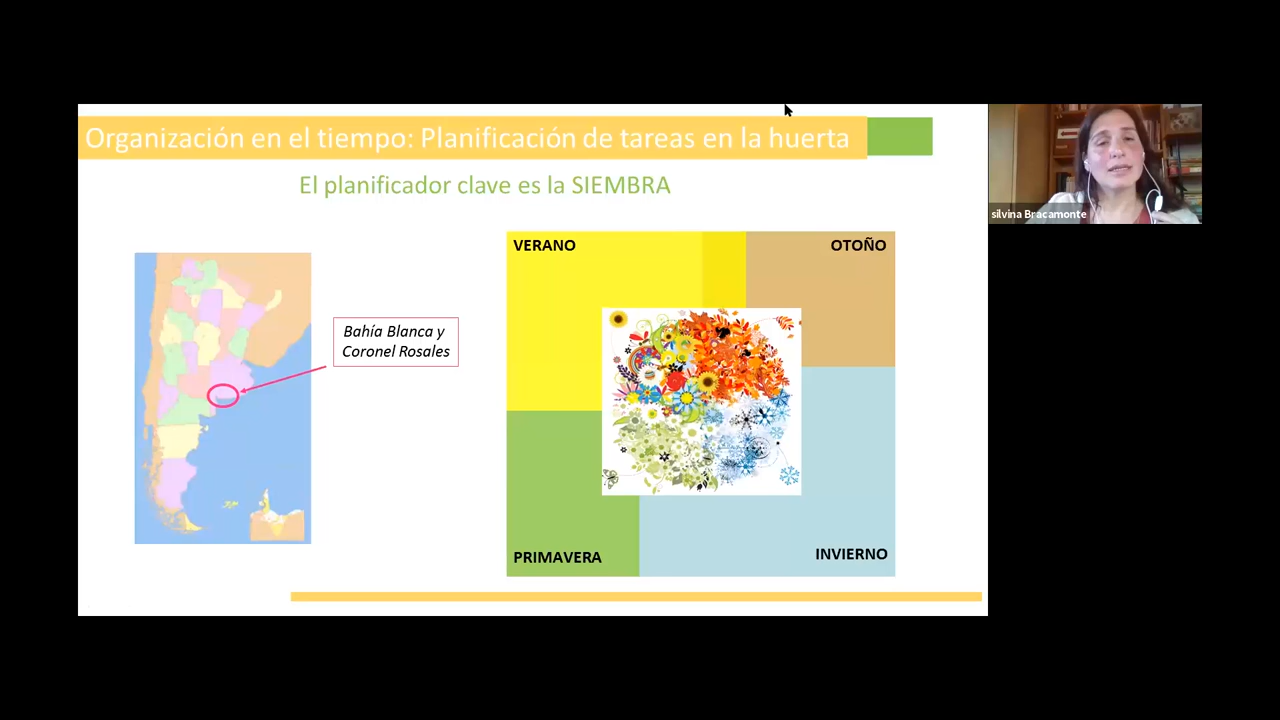 Organización en el tiempo: Planificación de tareas en la huerta
El planificador clave es la SIEMBRA
silvina Bracamonte
VERANO
OTOÑO
Bahía Blanca y
Coronel Rosales
PRIMAVERA
INVIERNO